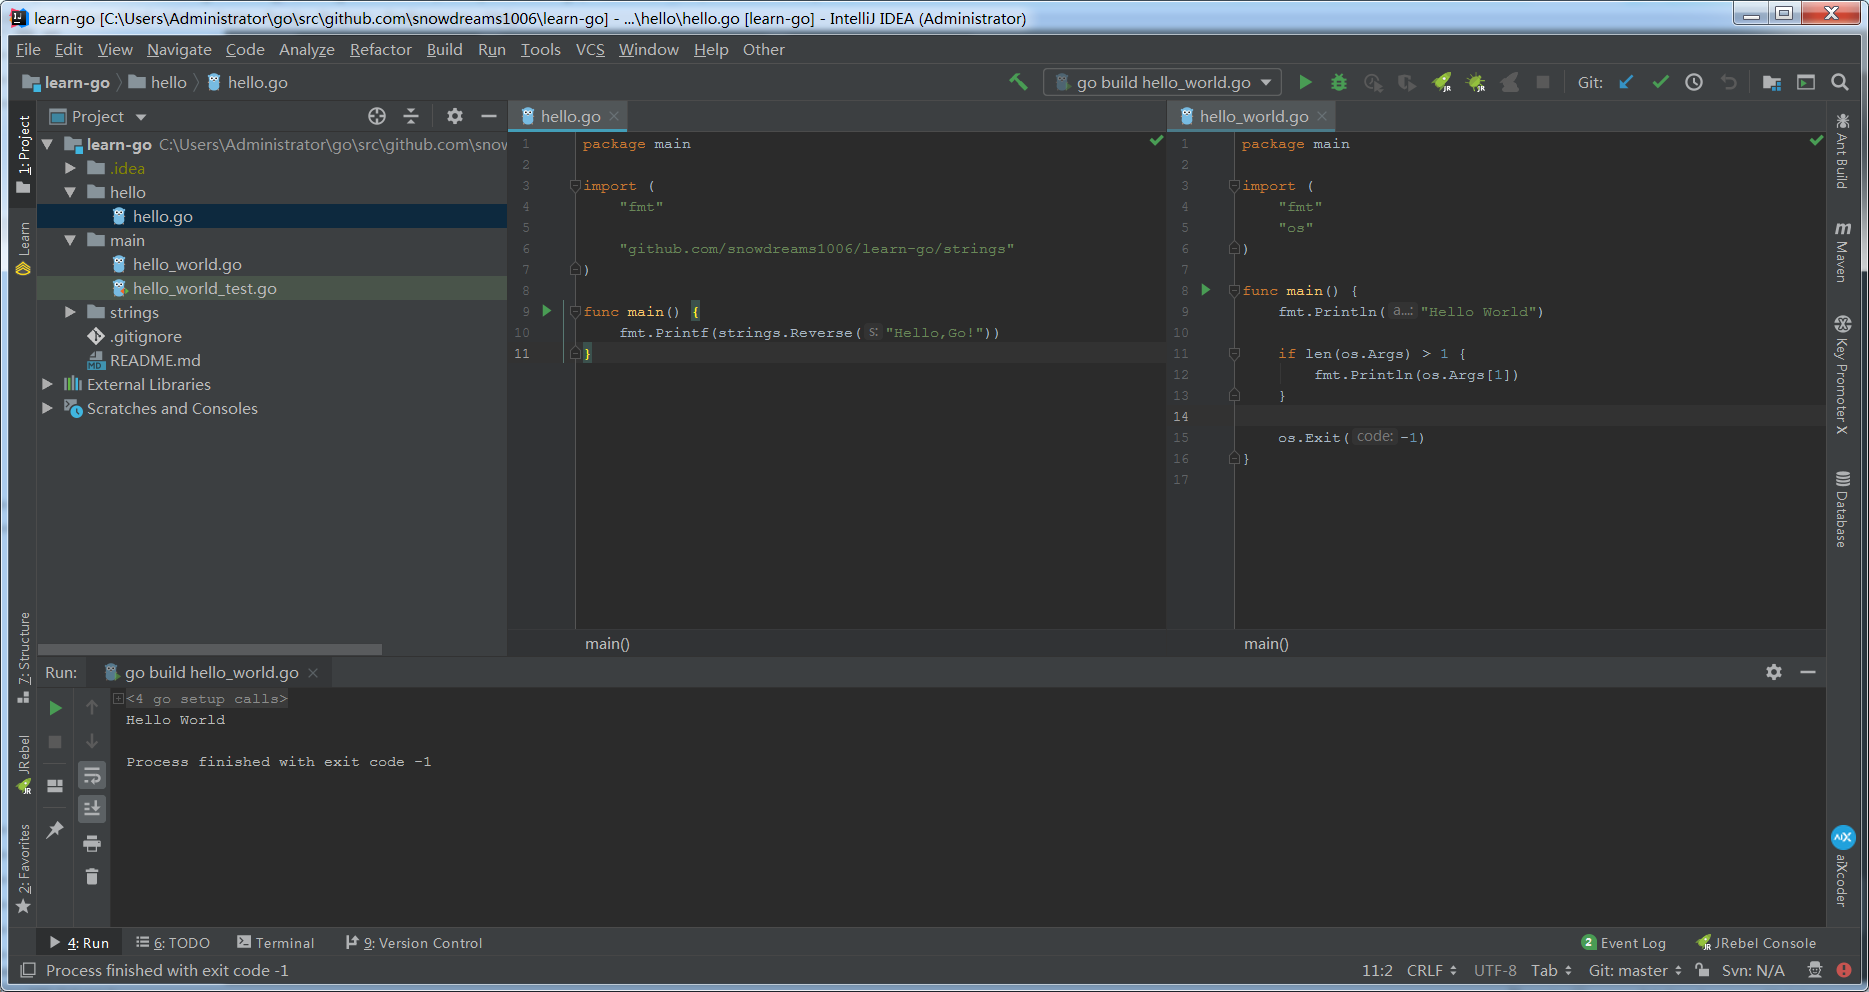 learn-go [C:\Users\Administrator\go\src\github.com\snowdreams1006\learn-go] - ...\hello\hello.go [learn-go] - IntelliJ IDEA (Administrator)
File Edit View Navigate Code Analyze Refactor Build Run Tools VCS Window Help Other
learn-go hello hello.go
go build hello_world.go
JR JR
Git:
1: Project
Learn
Z: Structure
JRebel
JR
2: Favorites
Project
learn-go C:\Users\Administrator\go\src\github.com\snow
.idea
hello
hello.go
main
hello_world.go
hello_world_test.go
strings
.gitignore
MD README.md
External Libraries
Scratches and Consoles
hello.go
1 package main
2
3 import (
4 "fmt"
5
6 "github.com/snowdreams1006/learn-go/strings"
7 )
8
9 func main() {
10 fmt.Printf(strings.Reverse( s: "Hello,Go!"))
11 }
main()
hello_world.go
1 package main
2
3 import (
4 "fmt"
5 "os"
6 )
7
8 func main() {
9 fmt.Println( a...: "Hello World")
10
11 if len(os.Args) > 1 {
12 fmt.Println(os.Args[1])
13 }
14
15 os.Exit( code: -1)
16 }
17
main()
Ant Build
m Maven
Key Promoter X
Database
aiX
aiXcoder
Run: go build hello_world.go
<4 go setup calls>
Hello World
Process finished with exit code -1
4: Run 6: TODO Terminal 9: Version Control
2 Event Log JR JRebel Console
Process finished with exit code -1
11:2 CRLF UTF-8 Tab Git: master Svn: N/A